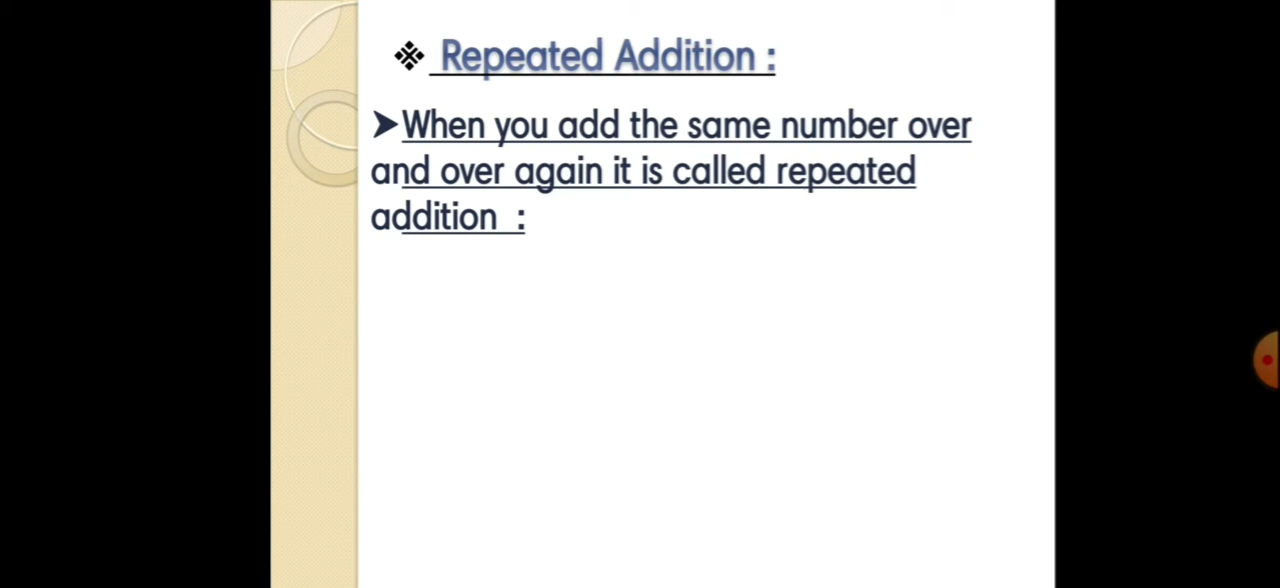 ❖ Repeated Addition :
➤When you add the same number over
and over again it is called repeated
addition :